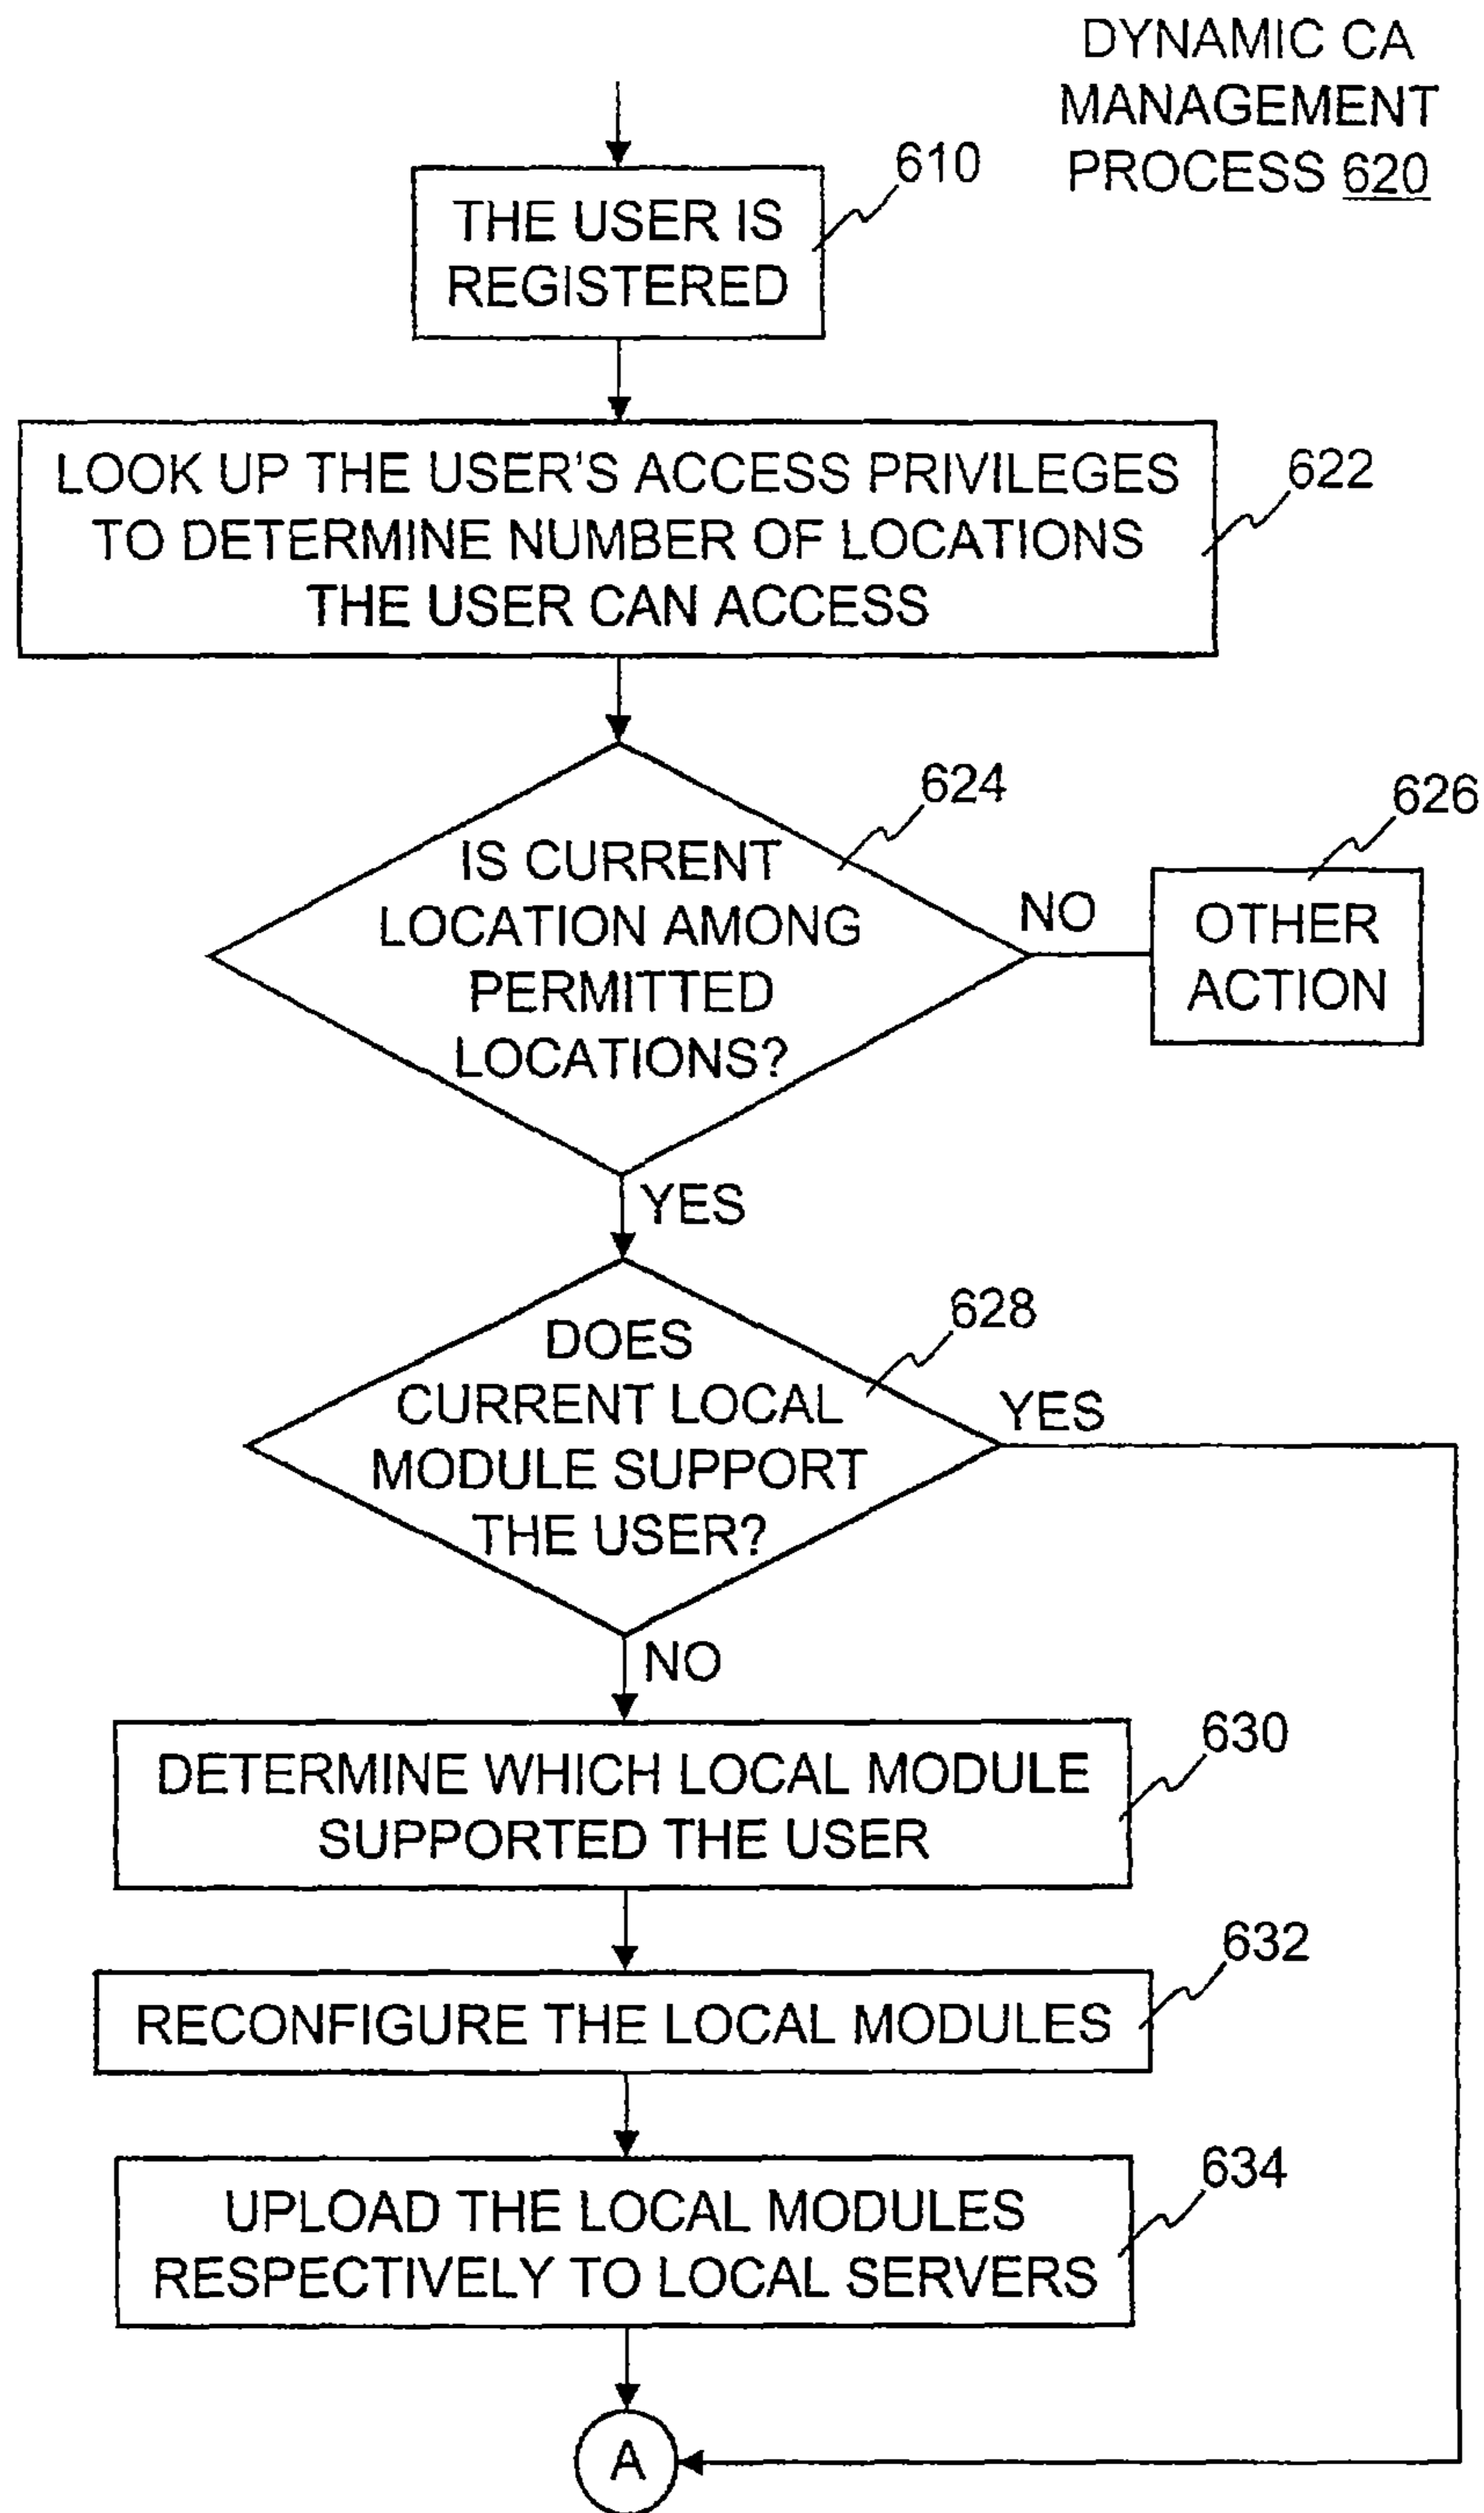 DYNAMIC CA
MANAGEMENT
PROCESS 620
610
THE USER IS
REGISTERED
622
LOOK UP THE USER'S ACCESS PRIVILEGES
TO DETERMINE NUMBER OF LOCATIONS
THE USER CAN ACCESS
624
IS CURRENT
LOCATION AMONG
PERMITTED
LOCATIONS?
NO
626
OTHER
ACTION
YES
628
DOES
CURRENT LOCAL
MODULE SUPPORT
THE USER?
YES
NO
630
DETERMINE WHICH LOCAL MODULE
SUPPORTED THE USER
632
RECONFIGURE THE LOCAL MODULES
634
UPLOAD THE LOCAL MODULES
RESPECTIVELY TO LOCAL SERVERS
A